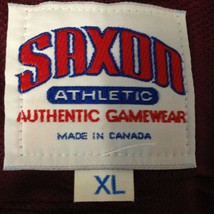 SAXON
ATHLETIC
AUTHENTIC GAMEWEAR
MADE IN CANADA
XL